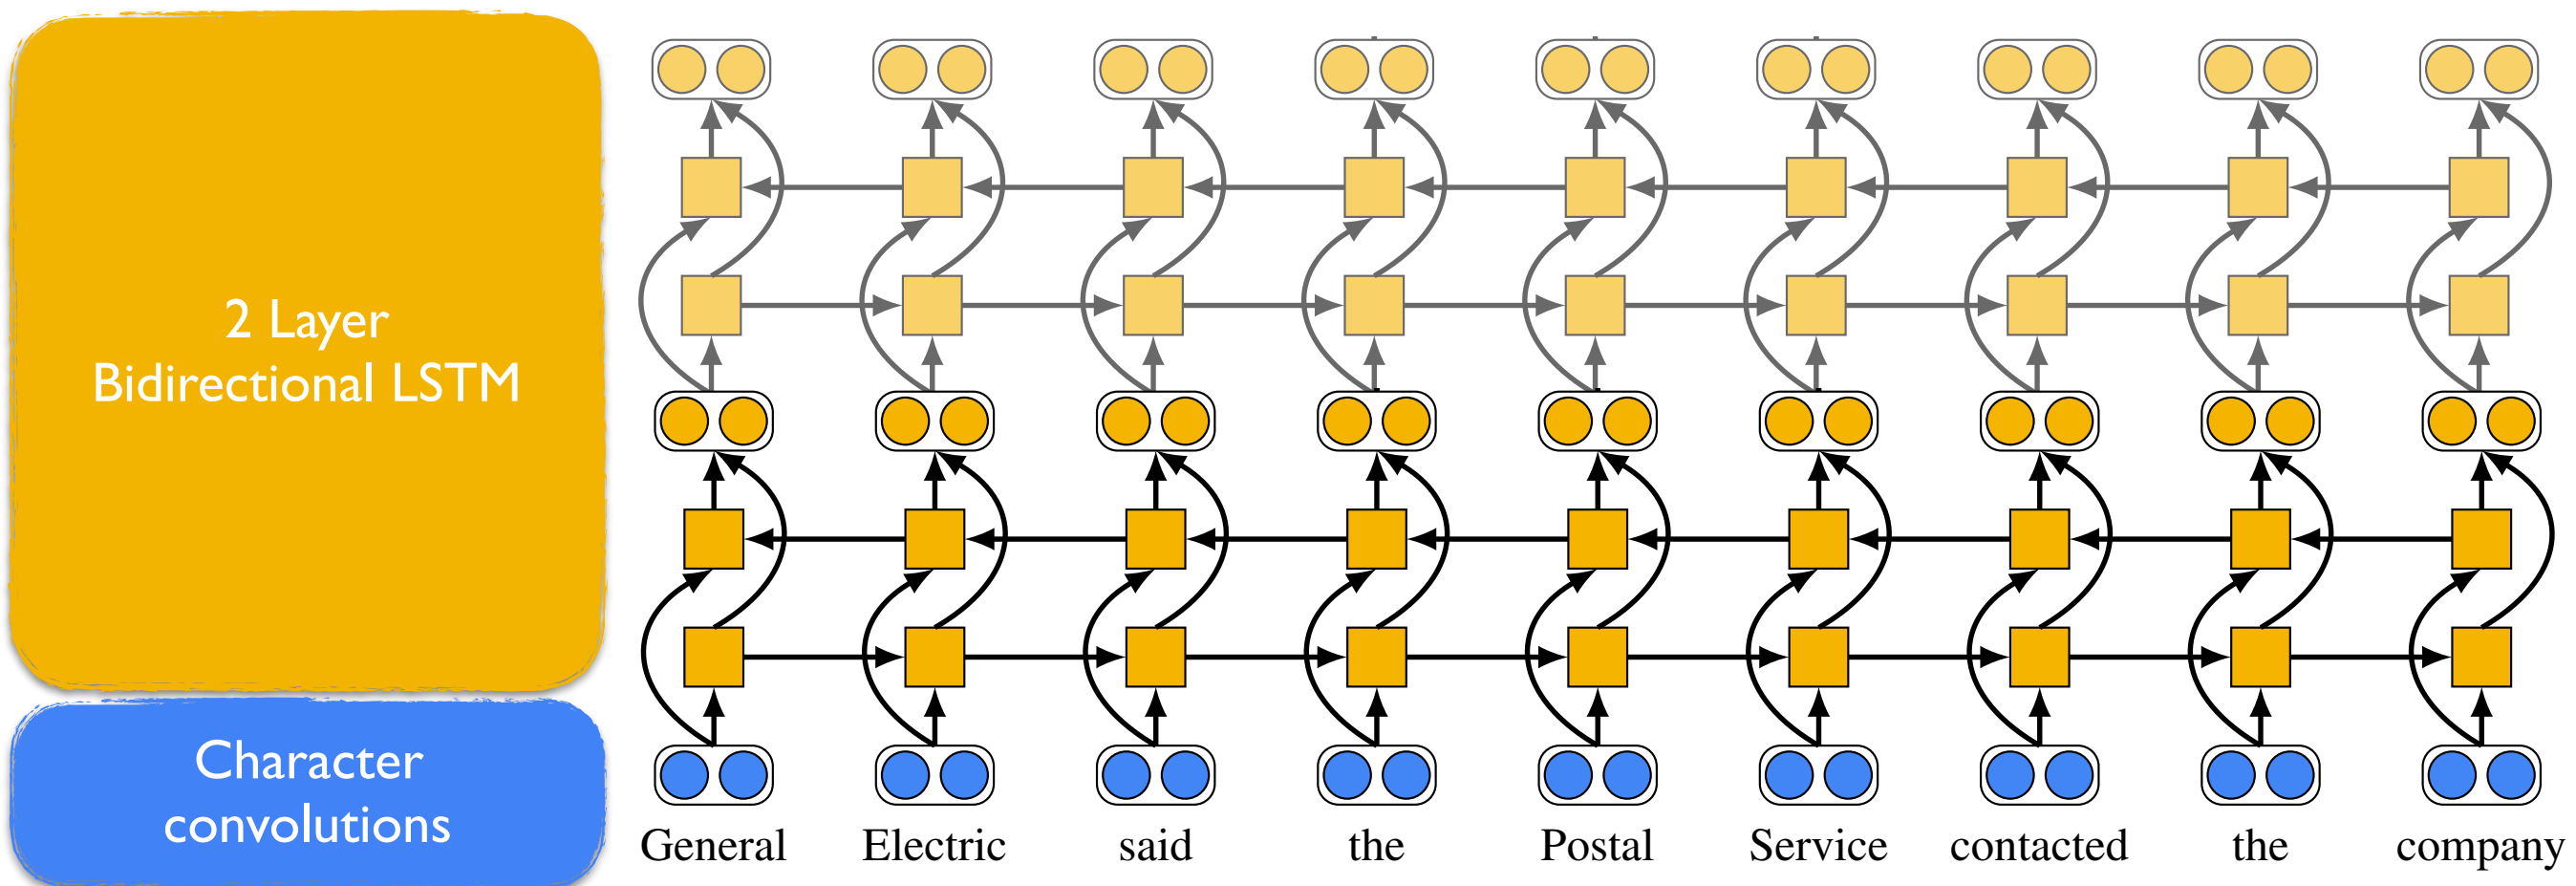 2 Layer
Bidirectional LSTM
Character
convolutions
General Electric said the Postal Service contacted the company